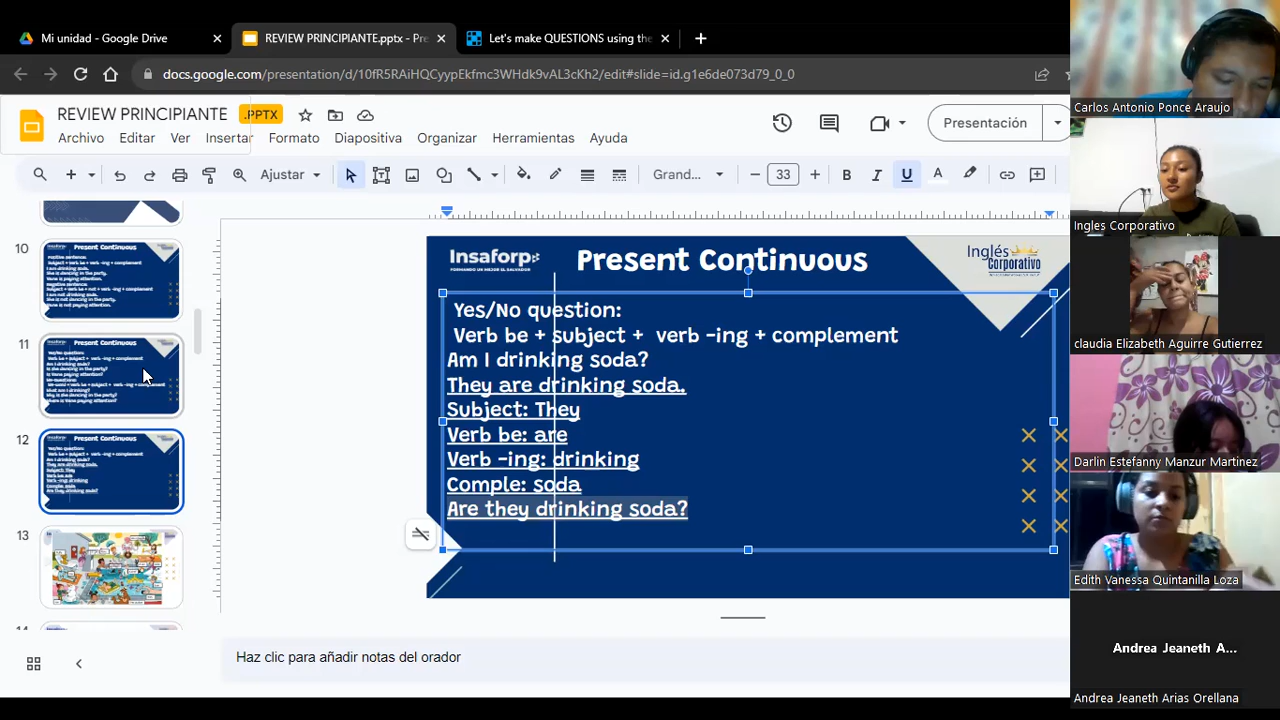 Mi unidad - Google Drive
REVIEW PRINCIPIANTE.pptx - Pre
Let's make QUESTIONS using the
docs.google.com/presentation/d/10fR5RAiHQCyypEkfmc3WHdk9vAL3cKh2/edit#slide=id.g1e6de073d79_0_0
REVIEW PRINCIPIANTE
.PPTX
Archivo Editar Ver Insertar Formato Diapositiva Organizar Herramientas Ayuda
Presentación
Ajustar
Grand...
33
B I U A
10
Present Continuous
11
Present Continuous
12
Present Continuous
13
Insaforp
FORMANDO UN MEJOR EL SALVADOR
Present Continuous
Inglés
Corporativo
Yes/No question:
Verb be + subject + verb -ing + complement
Am I drinking soda?
They are drinking soda.
Subject: They
Verb be: are
Verb -ing: drinking
Comple: soda
Are they drinking soda?
Haz clic para añadir notas del orador
Carlos Antonio Ponce Araujo
Ingles Corporativo
claudia Elizabeth Aguirre Gutierrez
Darlin Estefanny Manzur Martinez
Edith Vanessa Quintanilla Loza
Andrea Jeaneth A...
Andrea Jeaneth Arias Orellana